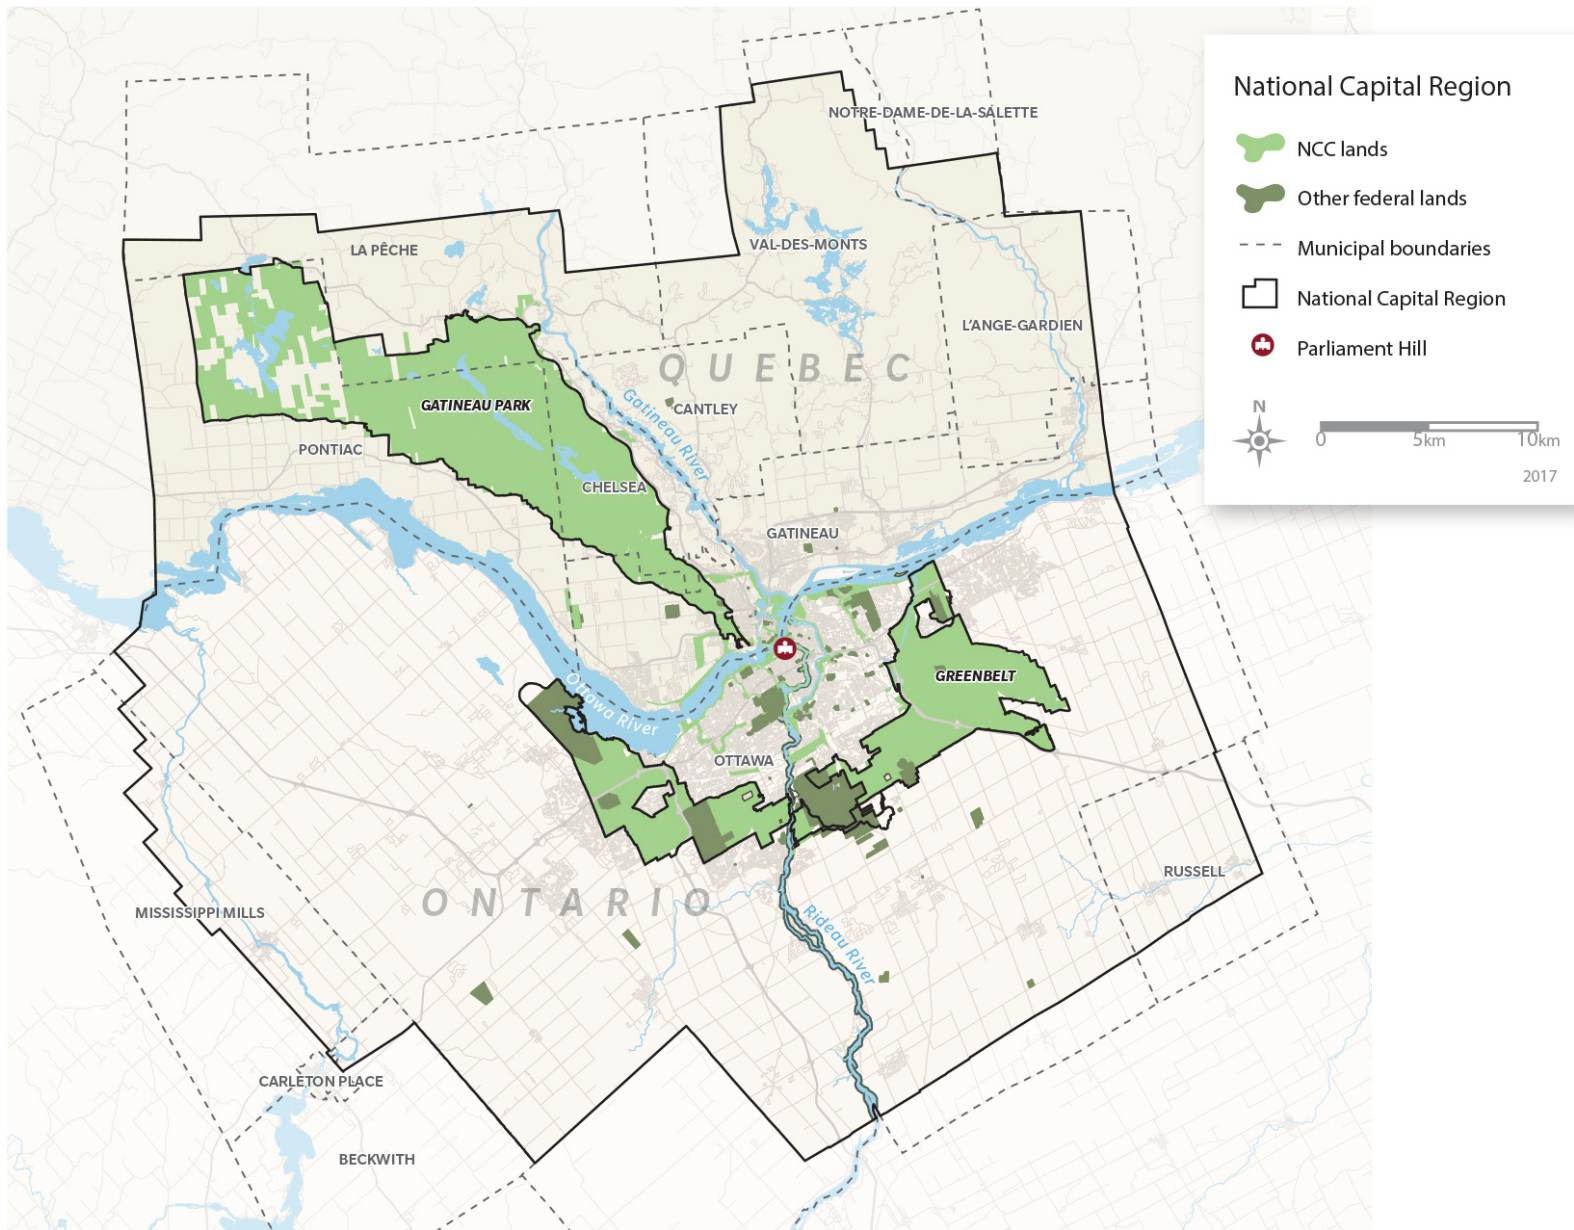 National Capital Region
NCC lands
Other federal lands
Municipal boundaries
National Capital Region
Parliament Hill
N
0 5km 10km
2017
NOTRE-DAME-DE-LA-SALETTE
LA PÊCHE
VAL-DES-MONTS
L'ANGE-GARDIEN
QUEBEC
GATINEAU PARK
Gatineau River
CANTLEY
PONTIAC
CHELSEA
GATINEAU
GREENBELT
Ottawa River
OTTAWA
RUSSELL
ONTARIO
MISSISSIPPI MILLS
Rideau River
CARLETON PLACE
BECKWITH